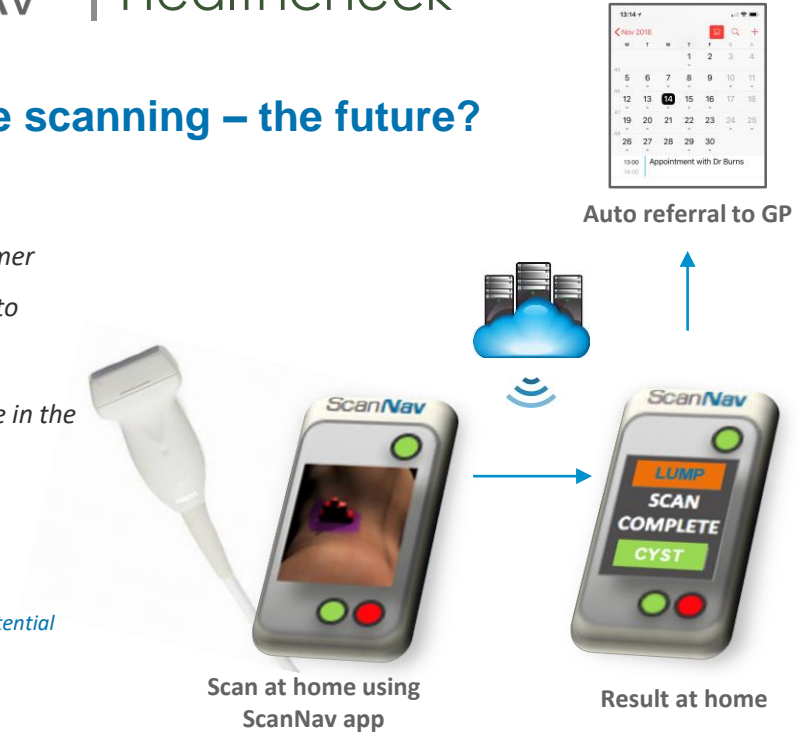 Healthcheck
scanning – the future?
to
in the
13:14
Nov 2018
W T W T F S S
1 2 3 4
5 6 7 8 9 10 11
12 13 14 15 16 17 18
19 20 21 22 23 24 25
26 27 28 29 30
13:00 Appointment with Dr Burns
14:00
Auto referral to GP
ScanNav
ScanNav
LUMP
SCAN
COMPLETE
CYST
Scan at home using
ScanNav app
Result at home